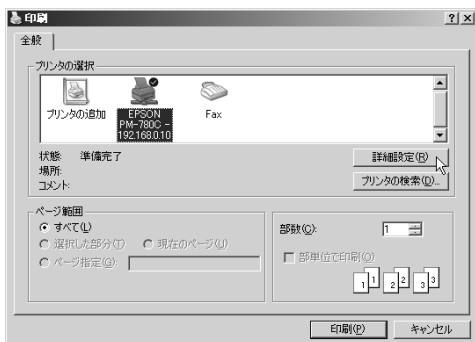 印刷
全般
プリンタの選択
プリンタの追加
EPSON PM-780C - 192.168.0.10
Fax
状態: 準備完了
場所:
コメント:
詳細設定(R)
プリンタの検索(D)...
ページ範囲
すべて(L)
選択した部分(T) 現在のページ(U)
ページ指定(G):
部数(C): 1
部単位で印刷(O)
1 1 2 2 3 3
印刷(P) キャンセル